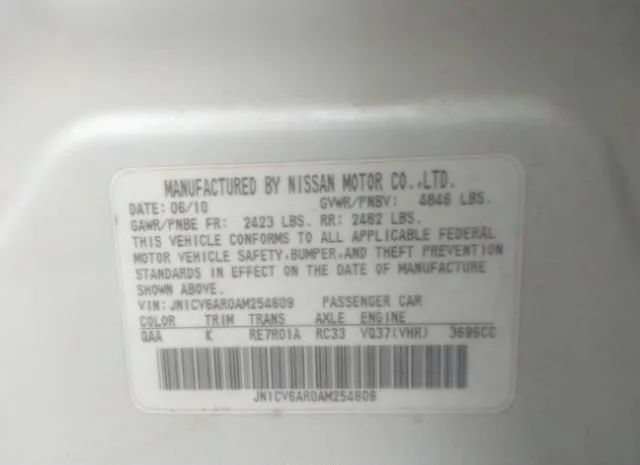 MANUFACTURED BY NISSAN MOTOR CO.,LTD.
DATE: 06/10 GVWR/PNBV: 4846 LBS.
GAWR/PNBE FR: 2423 LBS. RR: 2482 LBS.
THIS VEHICLE CONFORMS TO ALL APPLICABLE FEDERAL
MOTOR VEHICLE SAFETY,BUMPER,AND THEFT PREVENTION
STANDARDS IN EFFECT ON THE DATE OF MANUFACTURE
SHOWN ABOVE.
VIN: JN1CV6AR0AM254609 PASSENGER CAR
COLOR TRIM TRANS AXLE ENGINE
QAA K RE7R01A RC33 VQ37(VHR) 3696CC
JN1CV6AR0AM254609